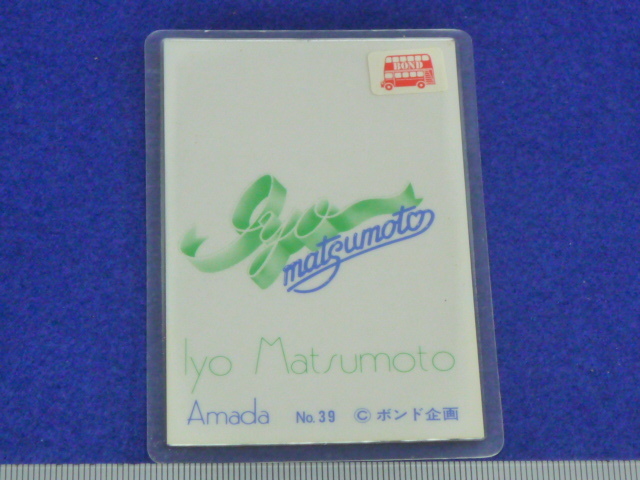 BOND
Iyo
matsumoto
Iyo Matsumoto
Amada No.39 ©ボンド企画